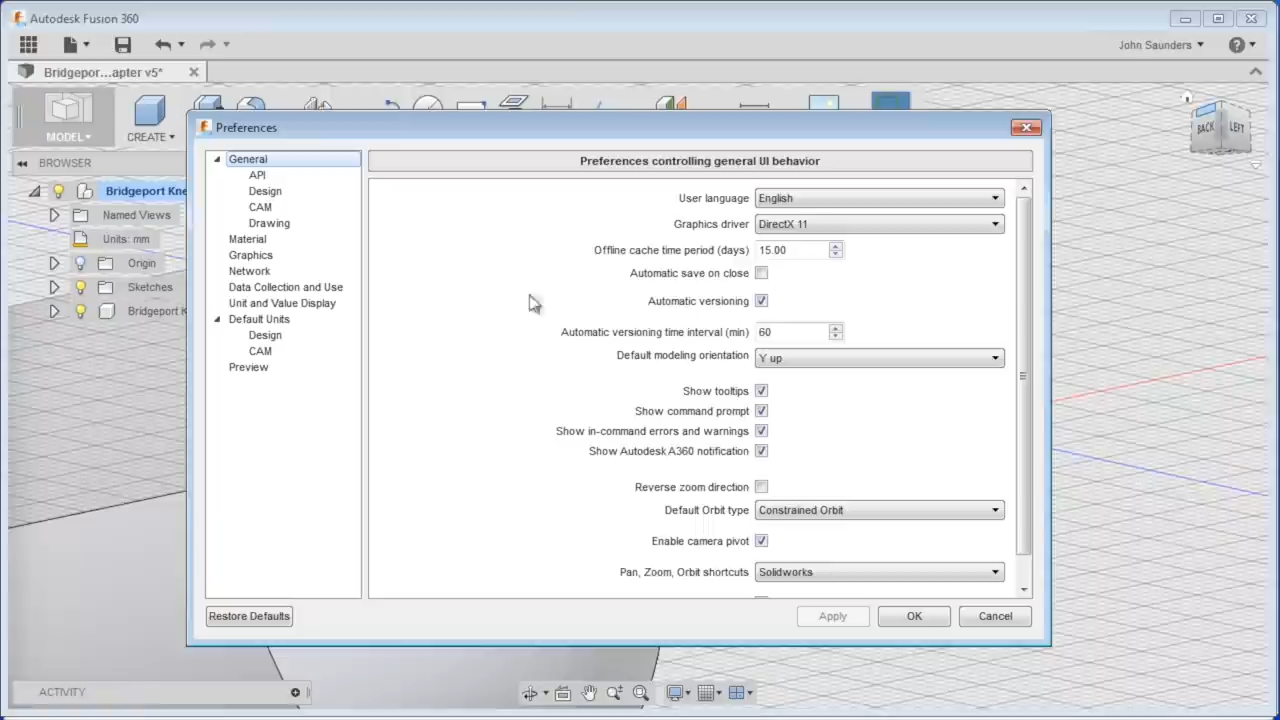 Autodesk Fusion 360
John Saunders
Bridgepor...apter v5*
MODEL
CREATE
BROWSER
Bridgeport Kne
Named Views
Units: mm
Origin
Sketches
Bridgeport K
BACK
LEFT
Preferences
General
API
Design
CAM
Drawing
Material
Graphics
Network
Data Collection and Use
Unit and Value Display
Default Units
Design
CAM
Preview
Preferences controlling general UI behavior
User language English
Graphics driver DirectX 11
Offline cache time period (days) 15.00
Automatic save on close
Automatic versioning
Automatic versioning time interval (min) 60
Default modeling orientation Y up
Show tooltips
Show command prompt
Show in-command errors and warnings
Show Autodesk A360 notification
Reverse zoom direction
Default Orbit type Constrained Orbit
Enable camera pivot
Pan, Zoom, Orbit shortcuts Solidworks
Restore Defaults
Apply
OK
Cancel
ACTIVITY